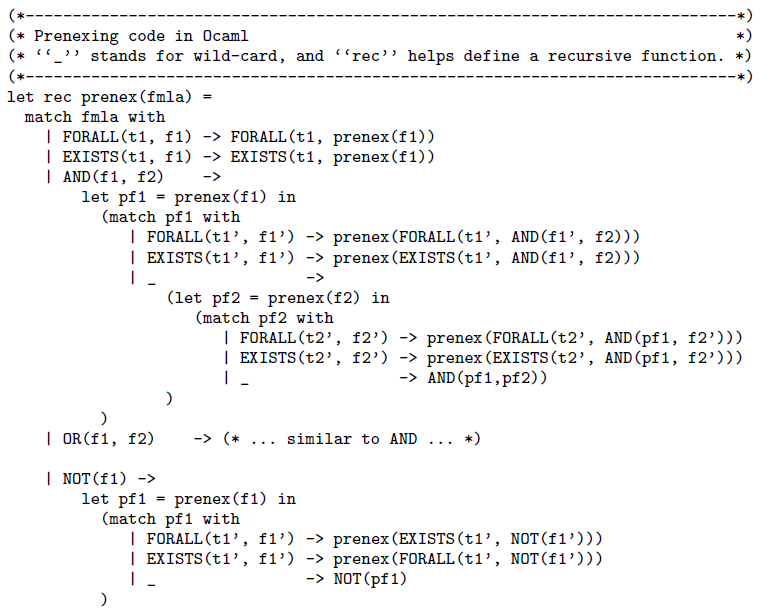 (*-----------------------------------------------------------------------*)
(* Prenexing code in Ocaml                                               *)
(* ‘‘_’’ stands for wild-card, and ‘‘rec’’ helps define a recursive function. *)
(*-----------------------------------------------------------------------*)
let rec prenex(fmla) =
  match fmla with
    | FORALL(t1, f1) -> FORALL(t1, prenex(f1))
    | EXISTS(t1, f1) -> EXISTS(t1, prenex(f1))
    | AND(f1, f2)    ->
        let pf1 = prenex(f1) in
          (match pf1 with
             | FORALL(t1’, f1’) -> prenex(FORALL(t1’, AND(f1’, f2)))
             | EXISTS(t1’, f1’) -> prenex(EXISTS(t1’, AND(f1’, f2)))
             | _                ->
                 (let pf2 = prenex(f2) in
                    (match pf2 with
                       | FORALL(t2’, f2’) -> prenex(FORALL(t2’, AND(pf1, f2’)))
                       | EXISTS(t2’, f2’) -> prenex(EXISTS(t2’, AND(pf1, f2’)))
                       | _                -> AND(pf1,pf2))
                 )
          )
    | OR(f1, f2)    -> (* ... similar to AND ... *)
    | NOT(f1) ->
        let pf1 = prenex(f1) in
          (match pf1 with
             | FORALL(t1’, f1’) -> prenex(EXISTS(t1’, NOT(f1’)))
             | EXISTS(t1’, f1’) -> prenex(FORALL(t1’, NOT(f1’)))
             | _                -> NOT(pf1)
          )